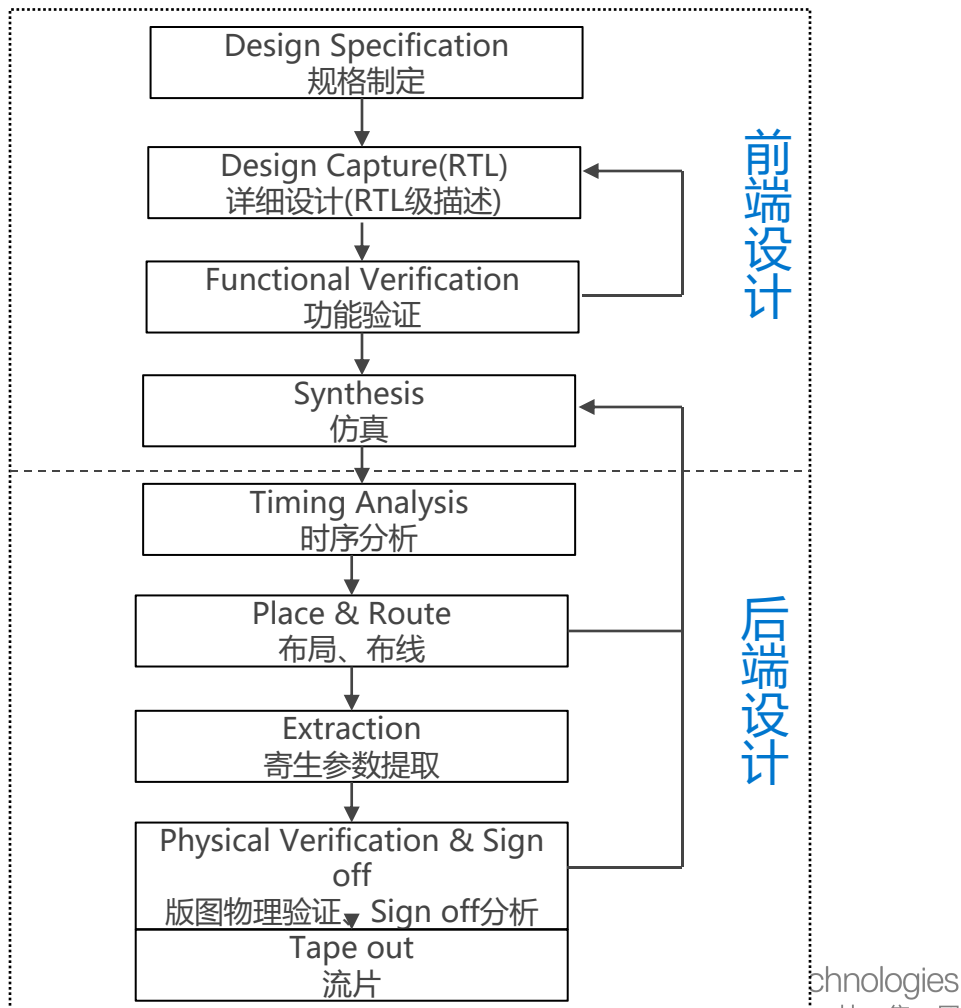 Design Specification
规格制定
Design Capture(RTL)
详细设计(RTL级描述)
Functional Verification
功能验证
Synthesis
仿真
前端设计
Timing Analysis
时序分析
Place & Route
布局、布线
Extraction
寄生参数提取
Physical Verification & Sign
off
版图物理验证、Sign off分析
Tape out
流片
后端设计
chnologies